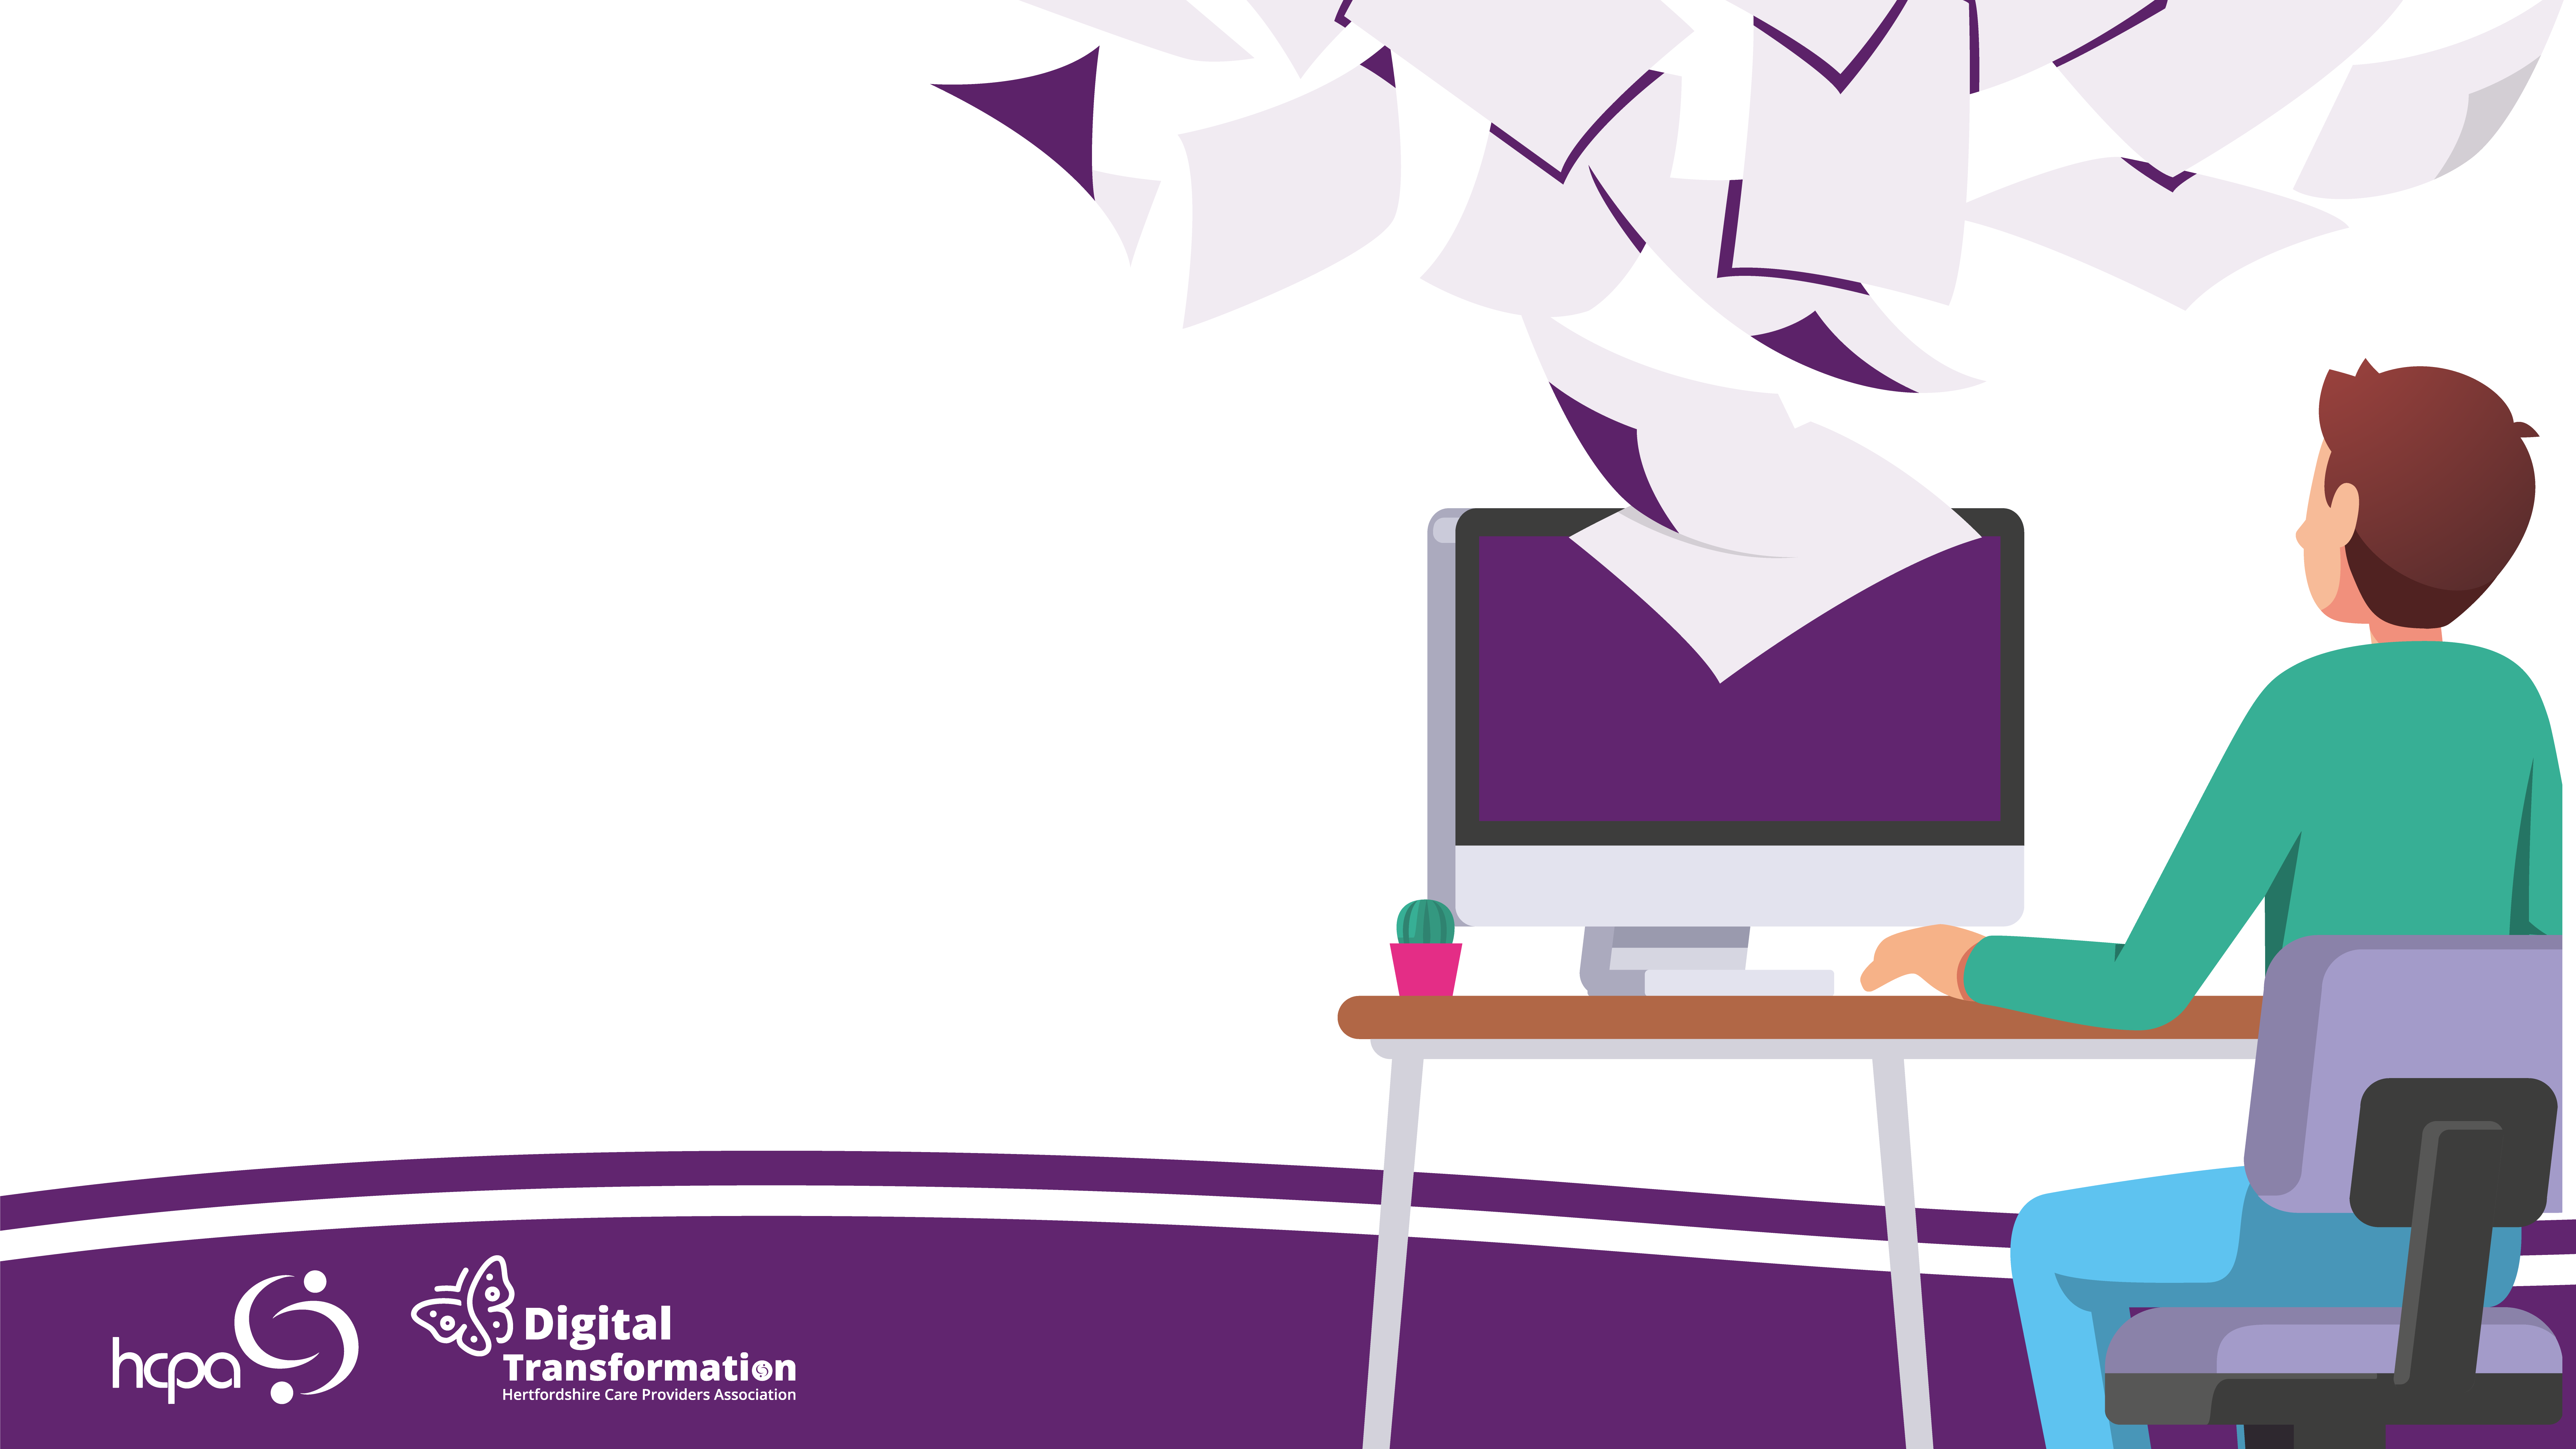 hcpa
Digital
Transformation
Hertfordshire Care Providers Association